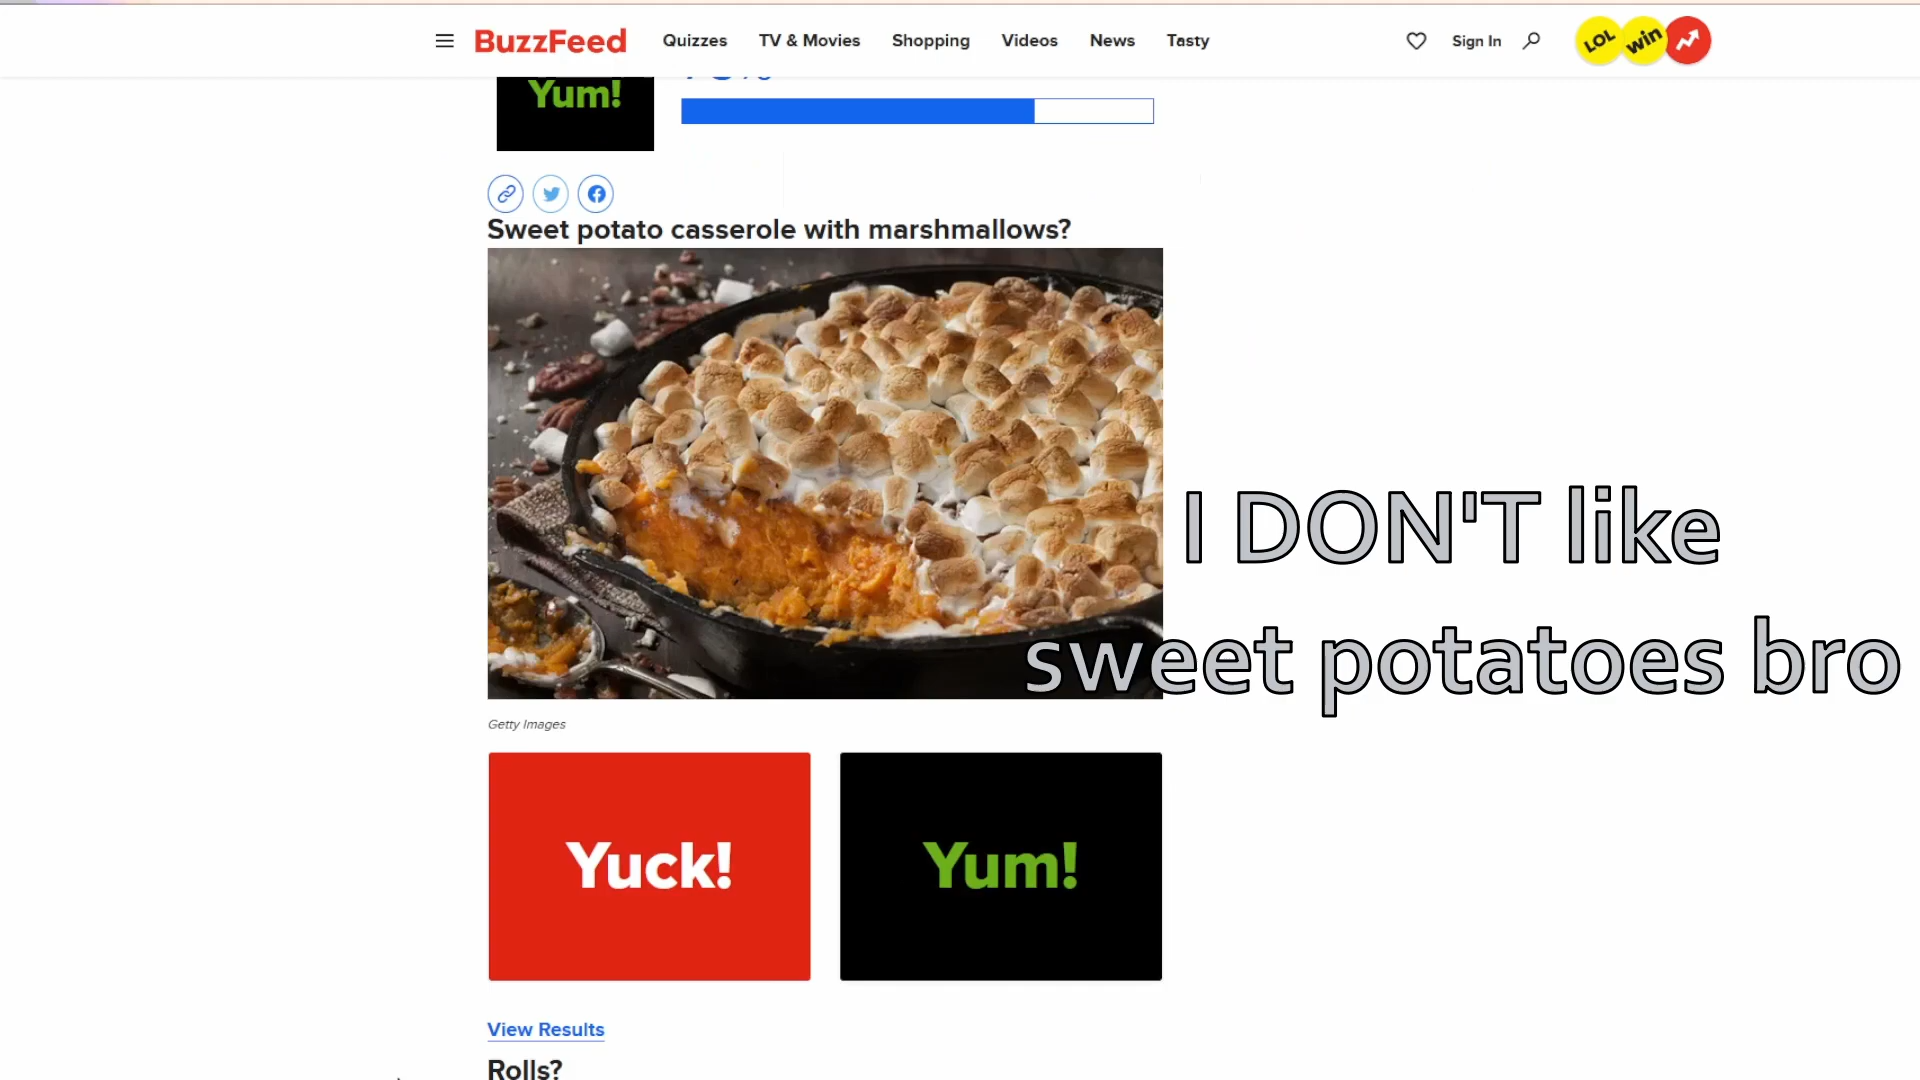 BuzzFeed Quizzes TV & Movies Shopping Videos News Tasty Sign In LOL win
Yum!
Sweet potato casserole with marshmallows?
I DON'T like
sweet potatoes bro
Getty Images
Yuck! Yum!
View Results
Rolls?